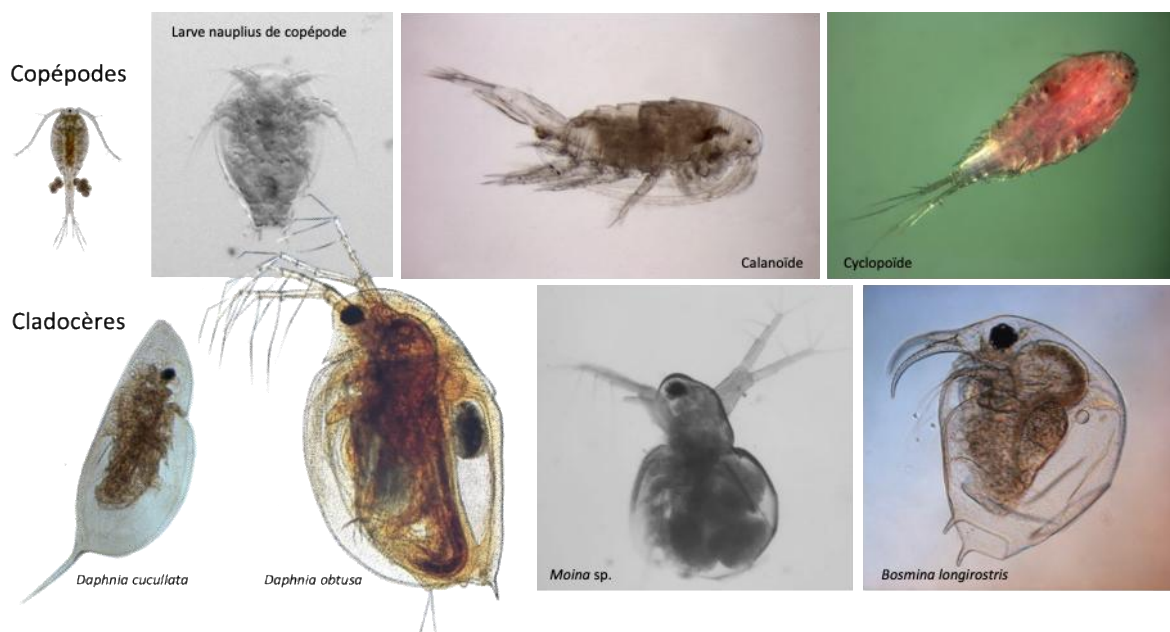 Copépodes
Larve nauplius de copépode
Calanoïde
Cyclopoïde
Cladocères
Daphnia cucullata
Daphnia obtusa
Moina sp.
Bosmina longirostris